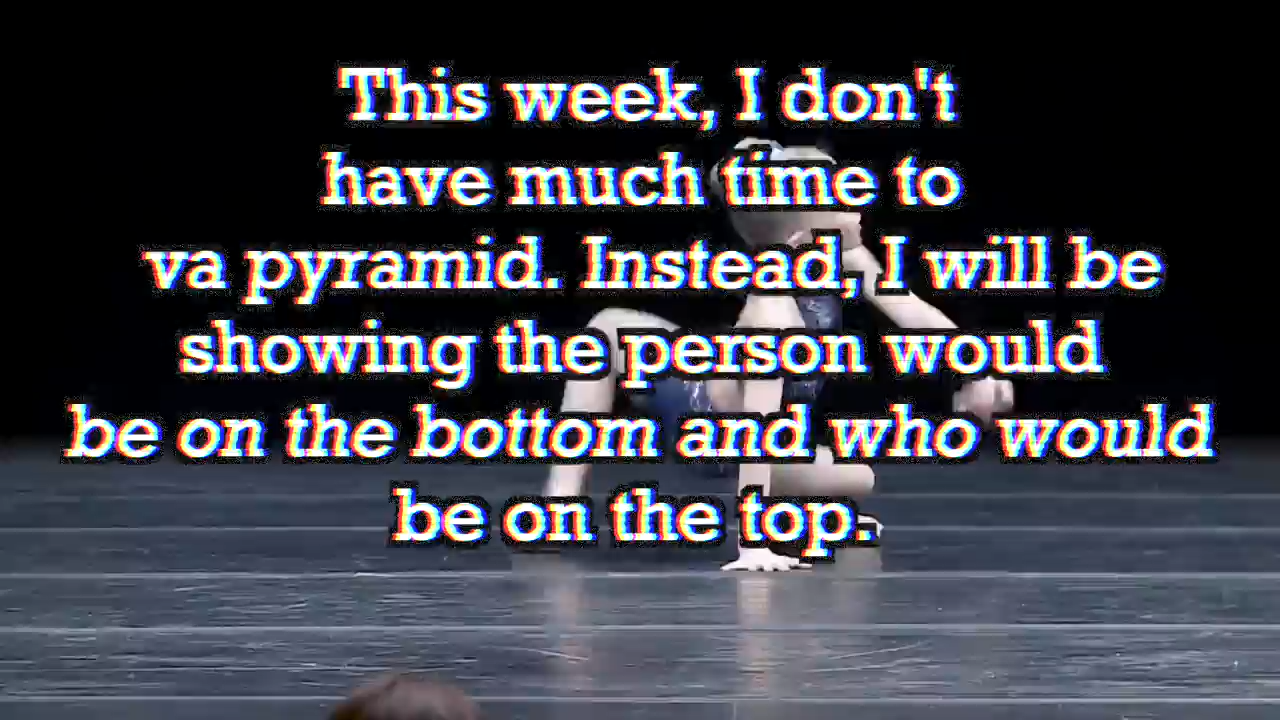 This week, I don't
have much time to
va pyramid. Instead, I will be
showing the person would
be on the bottom and who would
be on the top.